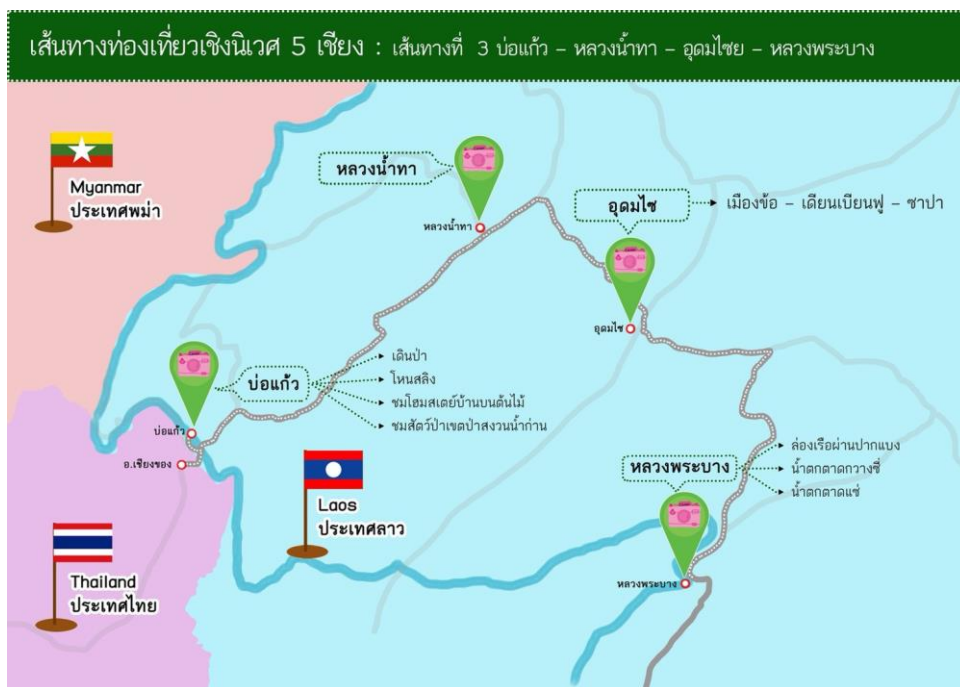 เส้นทางท่องเที่ยวเชิงนิเวศ 5 เชียง : เส้นทางที่ 3 บ่อแก้ว – หลวงน้ำทา – อุดมไซย – หลวงพระบาง
Myanmar
ประเทศพม่า
หลวงน้ำทา
หลวงน้ำทา
อุดมไซ
เมืองข้อ – เดียนเบียนฟู – ซาปา
อุดมไซ
บ่อแก้ว
เดินป่า
โหนสลิง
ชมโฮมสเตย์บ้านบนต้นไม้
ชมสัตว์ป่าเขตป่าสงวนน้ำก่าน
บ่อแก้ว
อ.เชียงของ
หลวงพระบาง
ล่องเรือผ่านปากแบง
น้ำตกตาดกวางซี่
น้ำตกตาดแซ่
หลวงพระบาง
Laos
ประเทศลาว
Thailand
ประเทศไทย